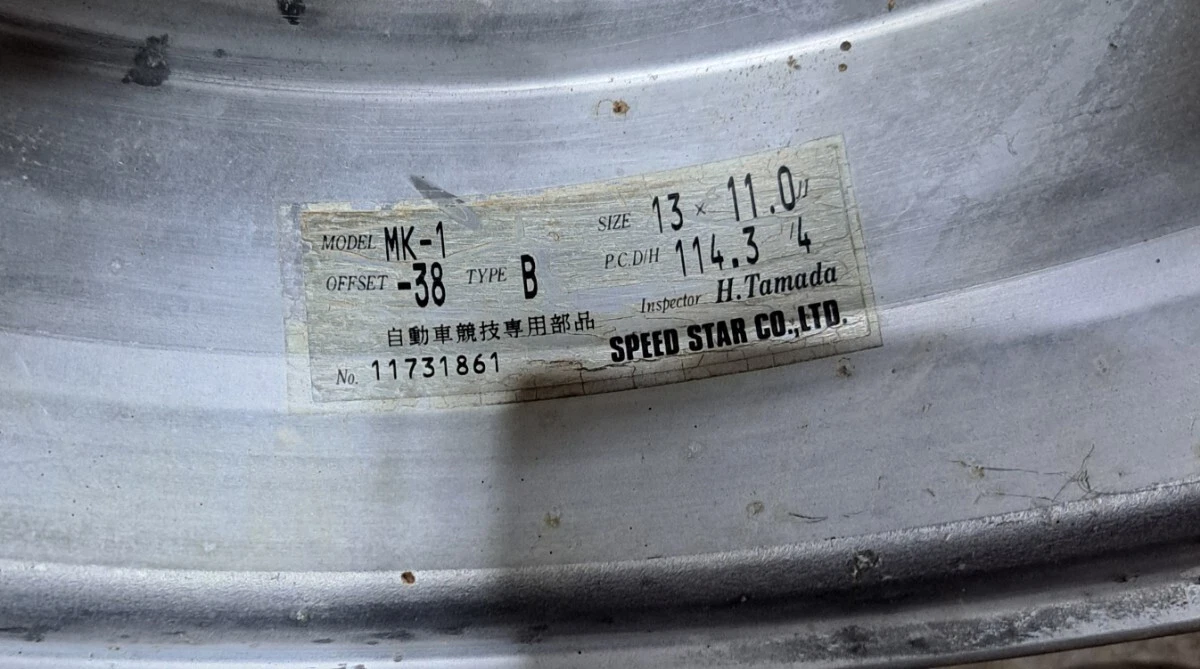 MODEL MK-1
SIZE 13 × 11.0JJ
OFFSET -38 TYPE B
P.C.D/H 114.3 / 4
Inspector H.Tamada
自動車競技専用部品
SPEED STAR CO.,LTD.
No. 11731861